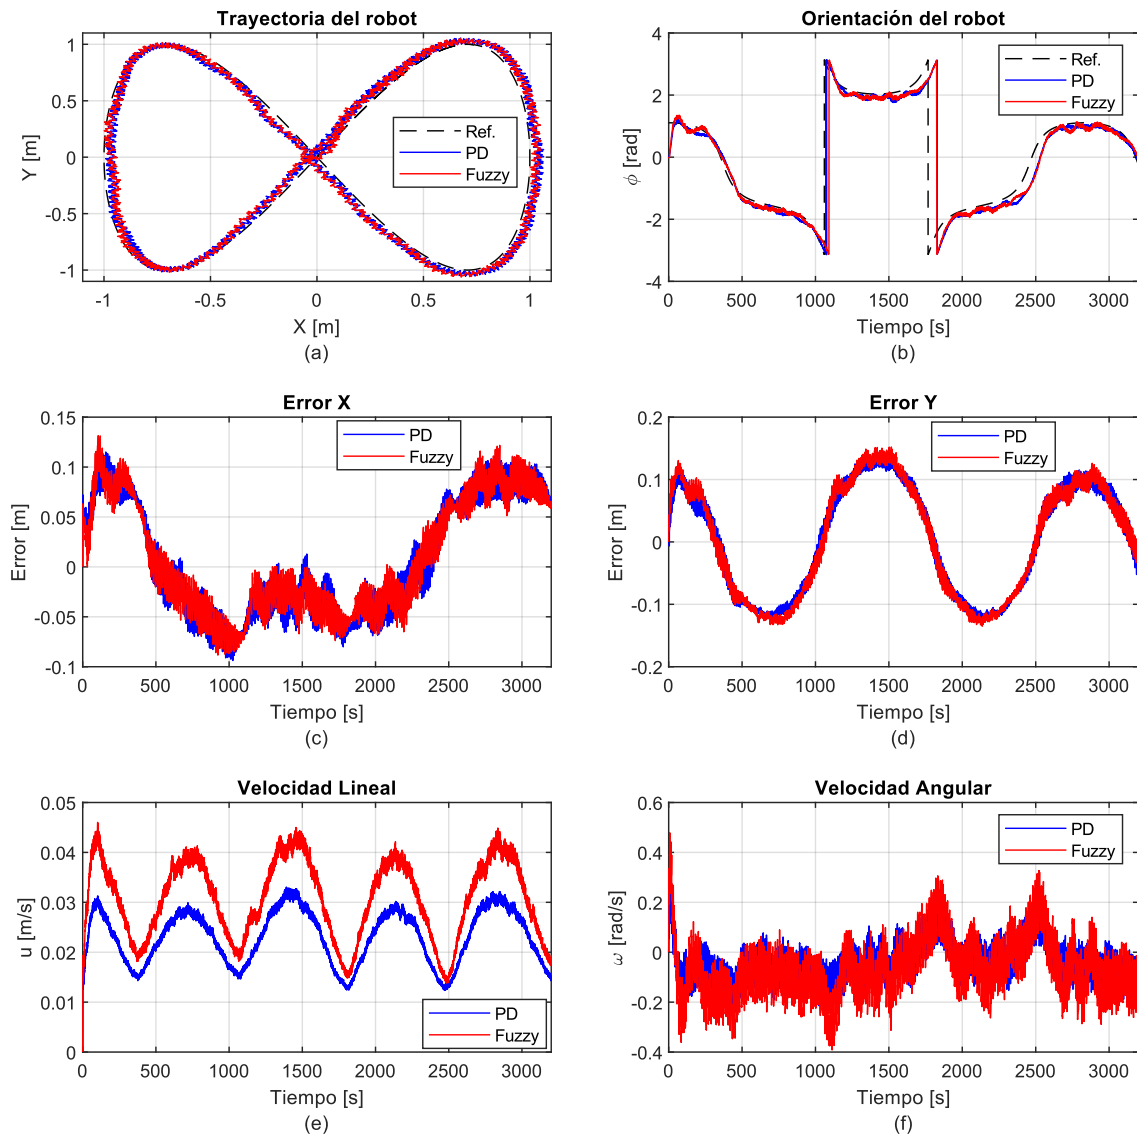 Trayectoria del robot
1
0.5
0
-0.5
-1
Y [m]
Ref.
PD
Fuzzy
-1 -0.5 0 0.5 1
X [m]
(a)
Orientación del robot
4
2
0
-2
-4
ϕ [rad]
Ref.
PD
Fuzzy
0 500 1000 1500 2000 2500 3000
Tiempo [s]
(b)
Error X
0.15
0.1
0.05
0
-0.05
-0.1
Error [m]
PD
Fuzzy
0 500 1000 1500 2000 2500 3000
Tiempo [s]
(c)
Error Y
0.2
0.1
0
-0.1
-0.2
Error [m]
PD
Fuzzy
0 500 1000 1500 2000 2500 3000
Tiempo [s]
(d)
Velocidad Lineal
0.05
0.04
0.03
0.02
0.01
0
u [m/s]
PD
Fuzzy
0 500 1000 1500 2000 2500 3000
Tiempo [s]
(e)
Velocidad Angular
0.6
0.4
0.2
0
-0.2
-0.4
ω [rad/s]
PD
Fuzzy
0 500 1000 1500 2000 2500 3000
Tiempo [s]
(f)